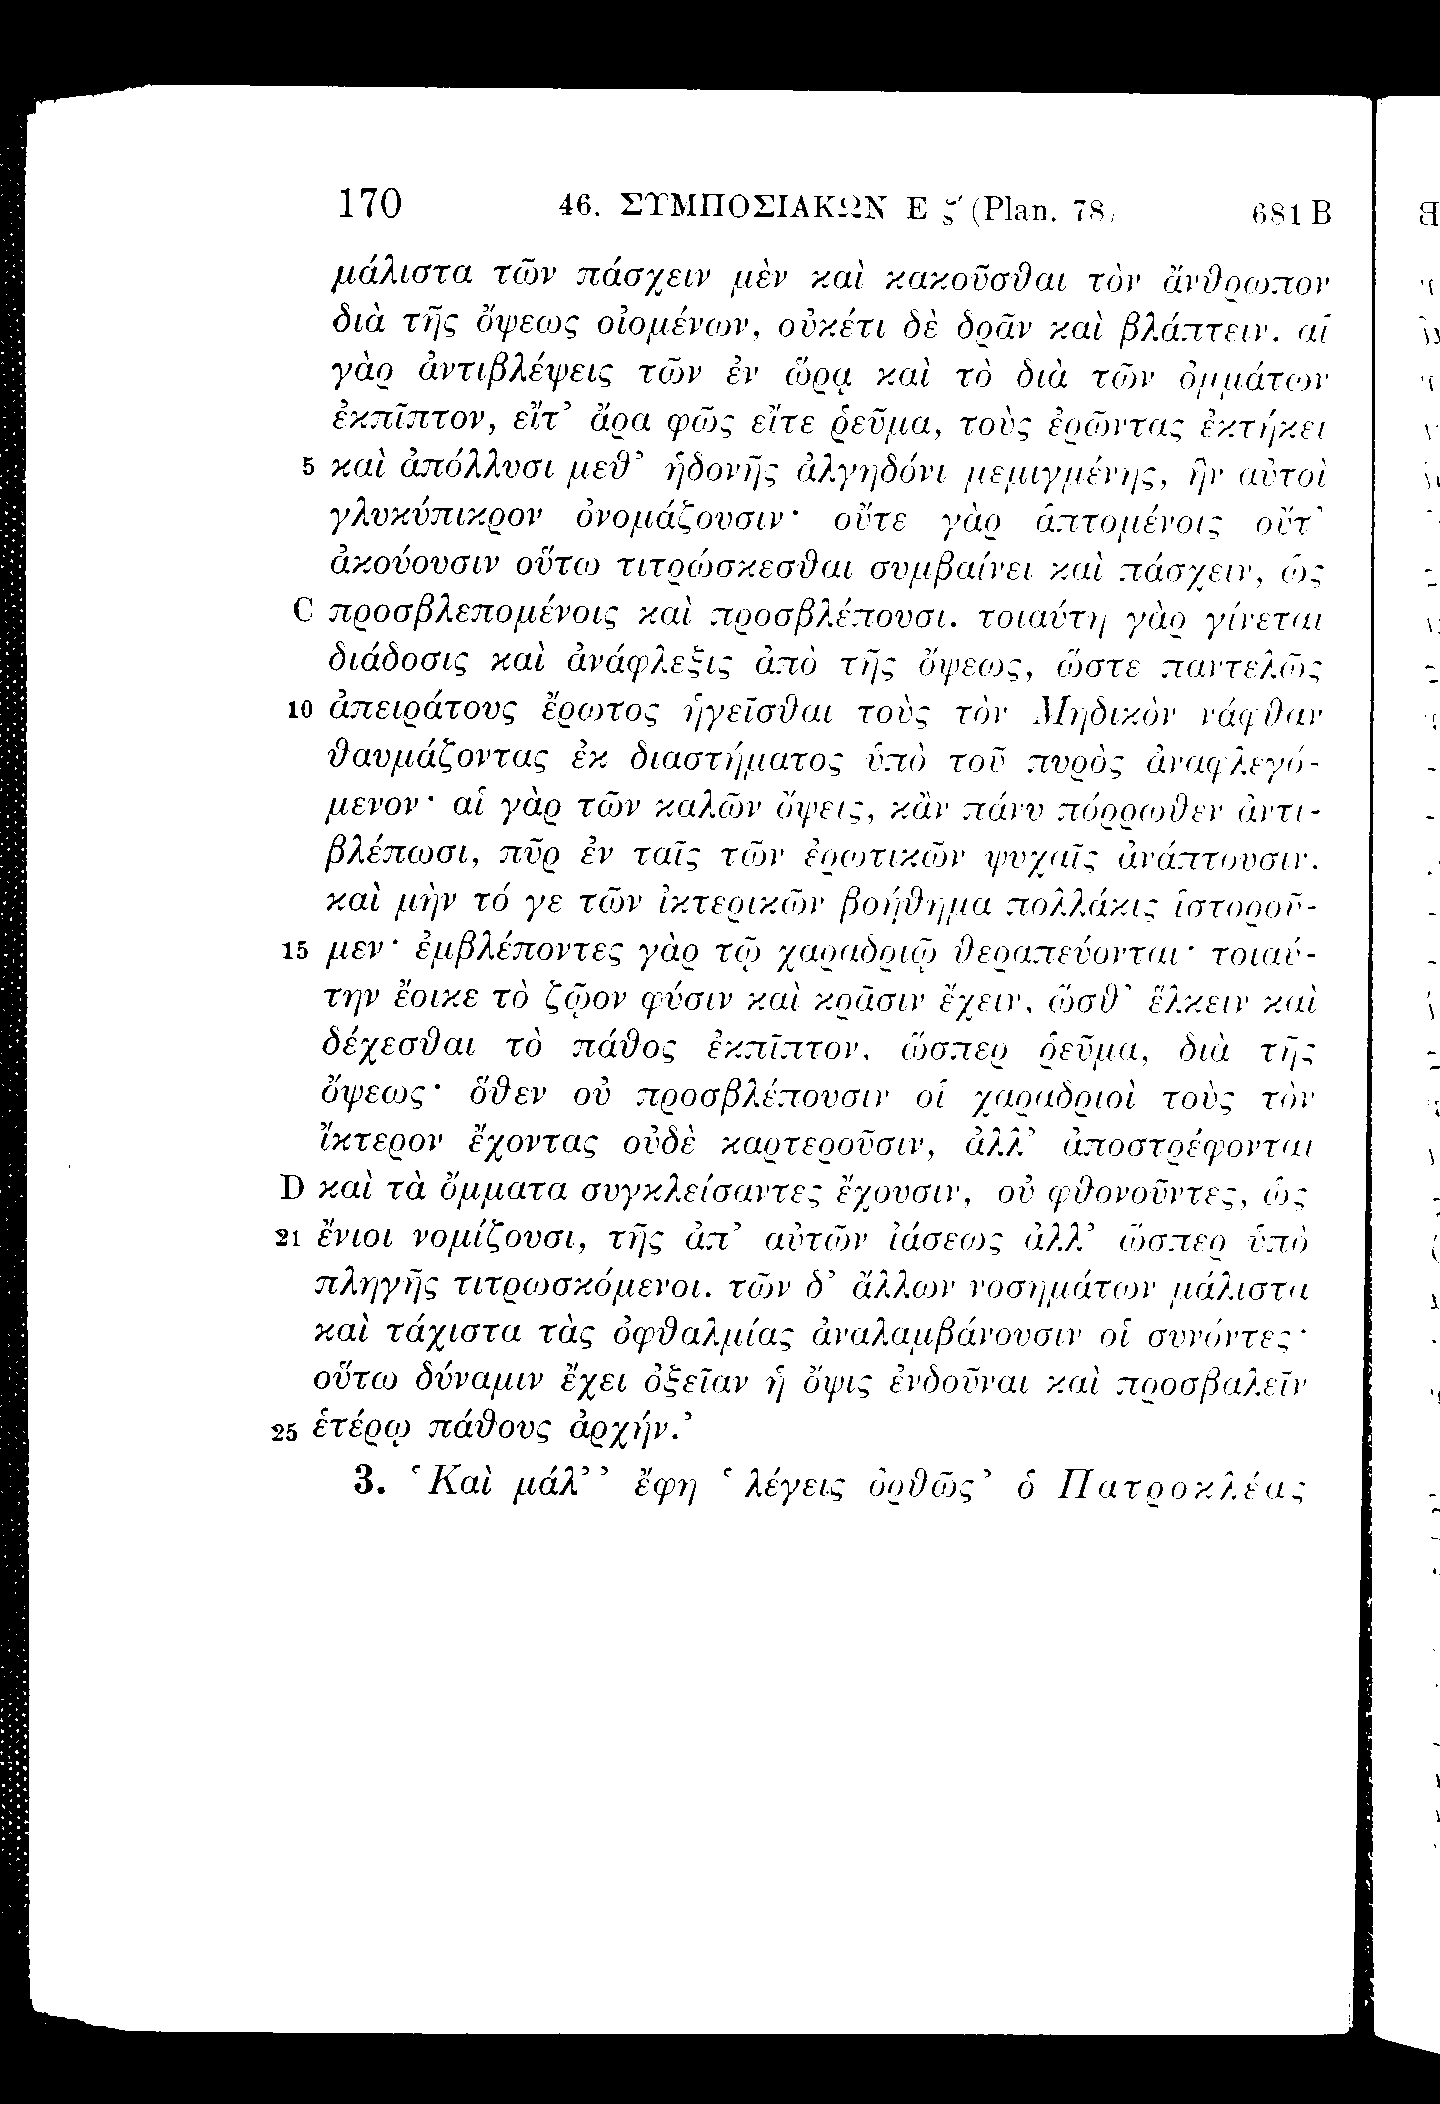 170 46. ΣΥΜΠΟΣΙΑΚΩΝ Ε ϛ' (Plan. 78) 681 B
μάλιστα τῶν πάσχειν μὲν καὶ κακοῦσθαι τὸν ἄνθρωπον
διὰ τῆς ὄψεως οἰομένων, οὐκέτι δὲ δρᾶν καὶ βλάπτειν. αἱ
γὰρ ἀντιβλέψεις τῶν ἐν ὥρᾳ καὶ τὸ διὰ τῶν ὀμμάτων
ἐκπῖπτον, εἴτ’ ἄρα φῶς εἴτε ῥεῦμα, τοὺς ἐρῶντας ἐκτήκει
5 καὶ ἀπόλλυσι μεθ’ ἡδονῆς ἀλγηδόνι μεμιγμένης, ἣν αὐτοὶ
γλυκύπικρον ὀνομάζουσιν· οὔτε γὰρ ἁπτομένοις οὔτ’
ἀκούουσιν οὕτω τιτρώσκεσθαι συμβαίνει καὶ πάσχειν, ὡς
C προσβλεπομένοις καὶ προσβλέπουσι. τοιαύτη γὰρ γίνεται
διάδοσις καὶ ἀνάφλεξις ἀπὸ τῆς ὄψεως, ὥστε παντελῶς
10 ἀπειράτους ἔρωτος ἡγεῖσθαι τοὺς τὸν Μηδικὸν νάφθαν
θαυμάζοντας ἐκ διαστήματος ὑπὸ τοῦ πυρὸς ἀναφλεγό-
μενον· αἱ γὰρ τῶν καλῶν ὄψεις, κἂν πάνυ πόρρωθεν ἀντι-
βλέπωσι, πῦρ ἐν ταῖς τῶν ἐρωτικῶν ψυχαῖς ἀνάπτουσιν.
καὶ μὴν τό γε τῶν ἰκτερικῶν βοήθημα πολλάκις ἱστοροῦ-
15 μεν· ἐμβλέποντες γὰρ τῷ χαραδριῷ θεραπεύονται· τοιαύ-
την ἔοικε τὸ ζῷον φύσιν καὶ κρᾶσιν ἔχειν, ὥσθ’ ἕλκειν καὶ
δέχεσθαι τὸ πάθος ἐκπῖπτον, ὥσπερ ῥεῦμα, διὰ τῆς
ὄψεως· ὅθεν οὐ προσβλέπουσιν οἱ χαραδριοὶ τοὺς τὸν
ἴκτερον ἔχοντας οὐδὲ καρτεροῦσιν, ἀλλ’ ἀποστρέφονται
D καὶ τὰ ὄμματα συγκλείσαντες ἔχουσιν, οὐ φθονοῦντες, ὡς
21 ἔνιοι νομίζουσι, τῆς ἀπ’ αὐτῶν ἰάσεως ἀλλ’ ὥσπερ ὑπὸ
πληγῆς τιτρωσκόμενοι. τῶν δ’ ἄλλων νοσημάτων μάλιστα
καὶ τάχιστα τὰς ὀφθαλμίας ἀναλαμβάνουσιν οἱ συνόντες·
οὕτω δύναμιν ἔχει ὀξεῖαν ἡ ὄψις ἐνδοῦναι καὶ προσβαλεῖν
25 ἑτέρῳ πάθους ἀρχήν.’
3. ‘Καὶ μάλ’’ ἔφη ‘λέγεις ὀρθῶς’ ὁ Πατροκλέας